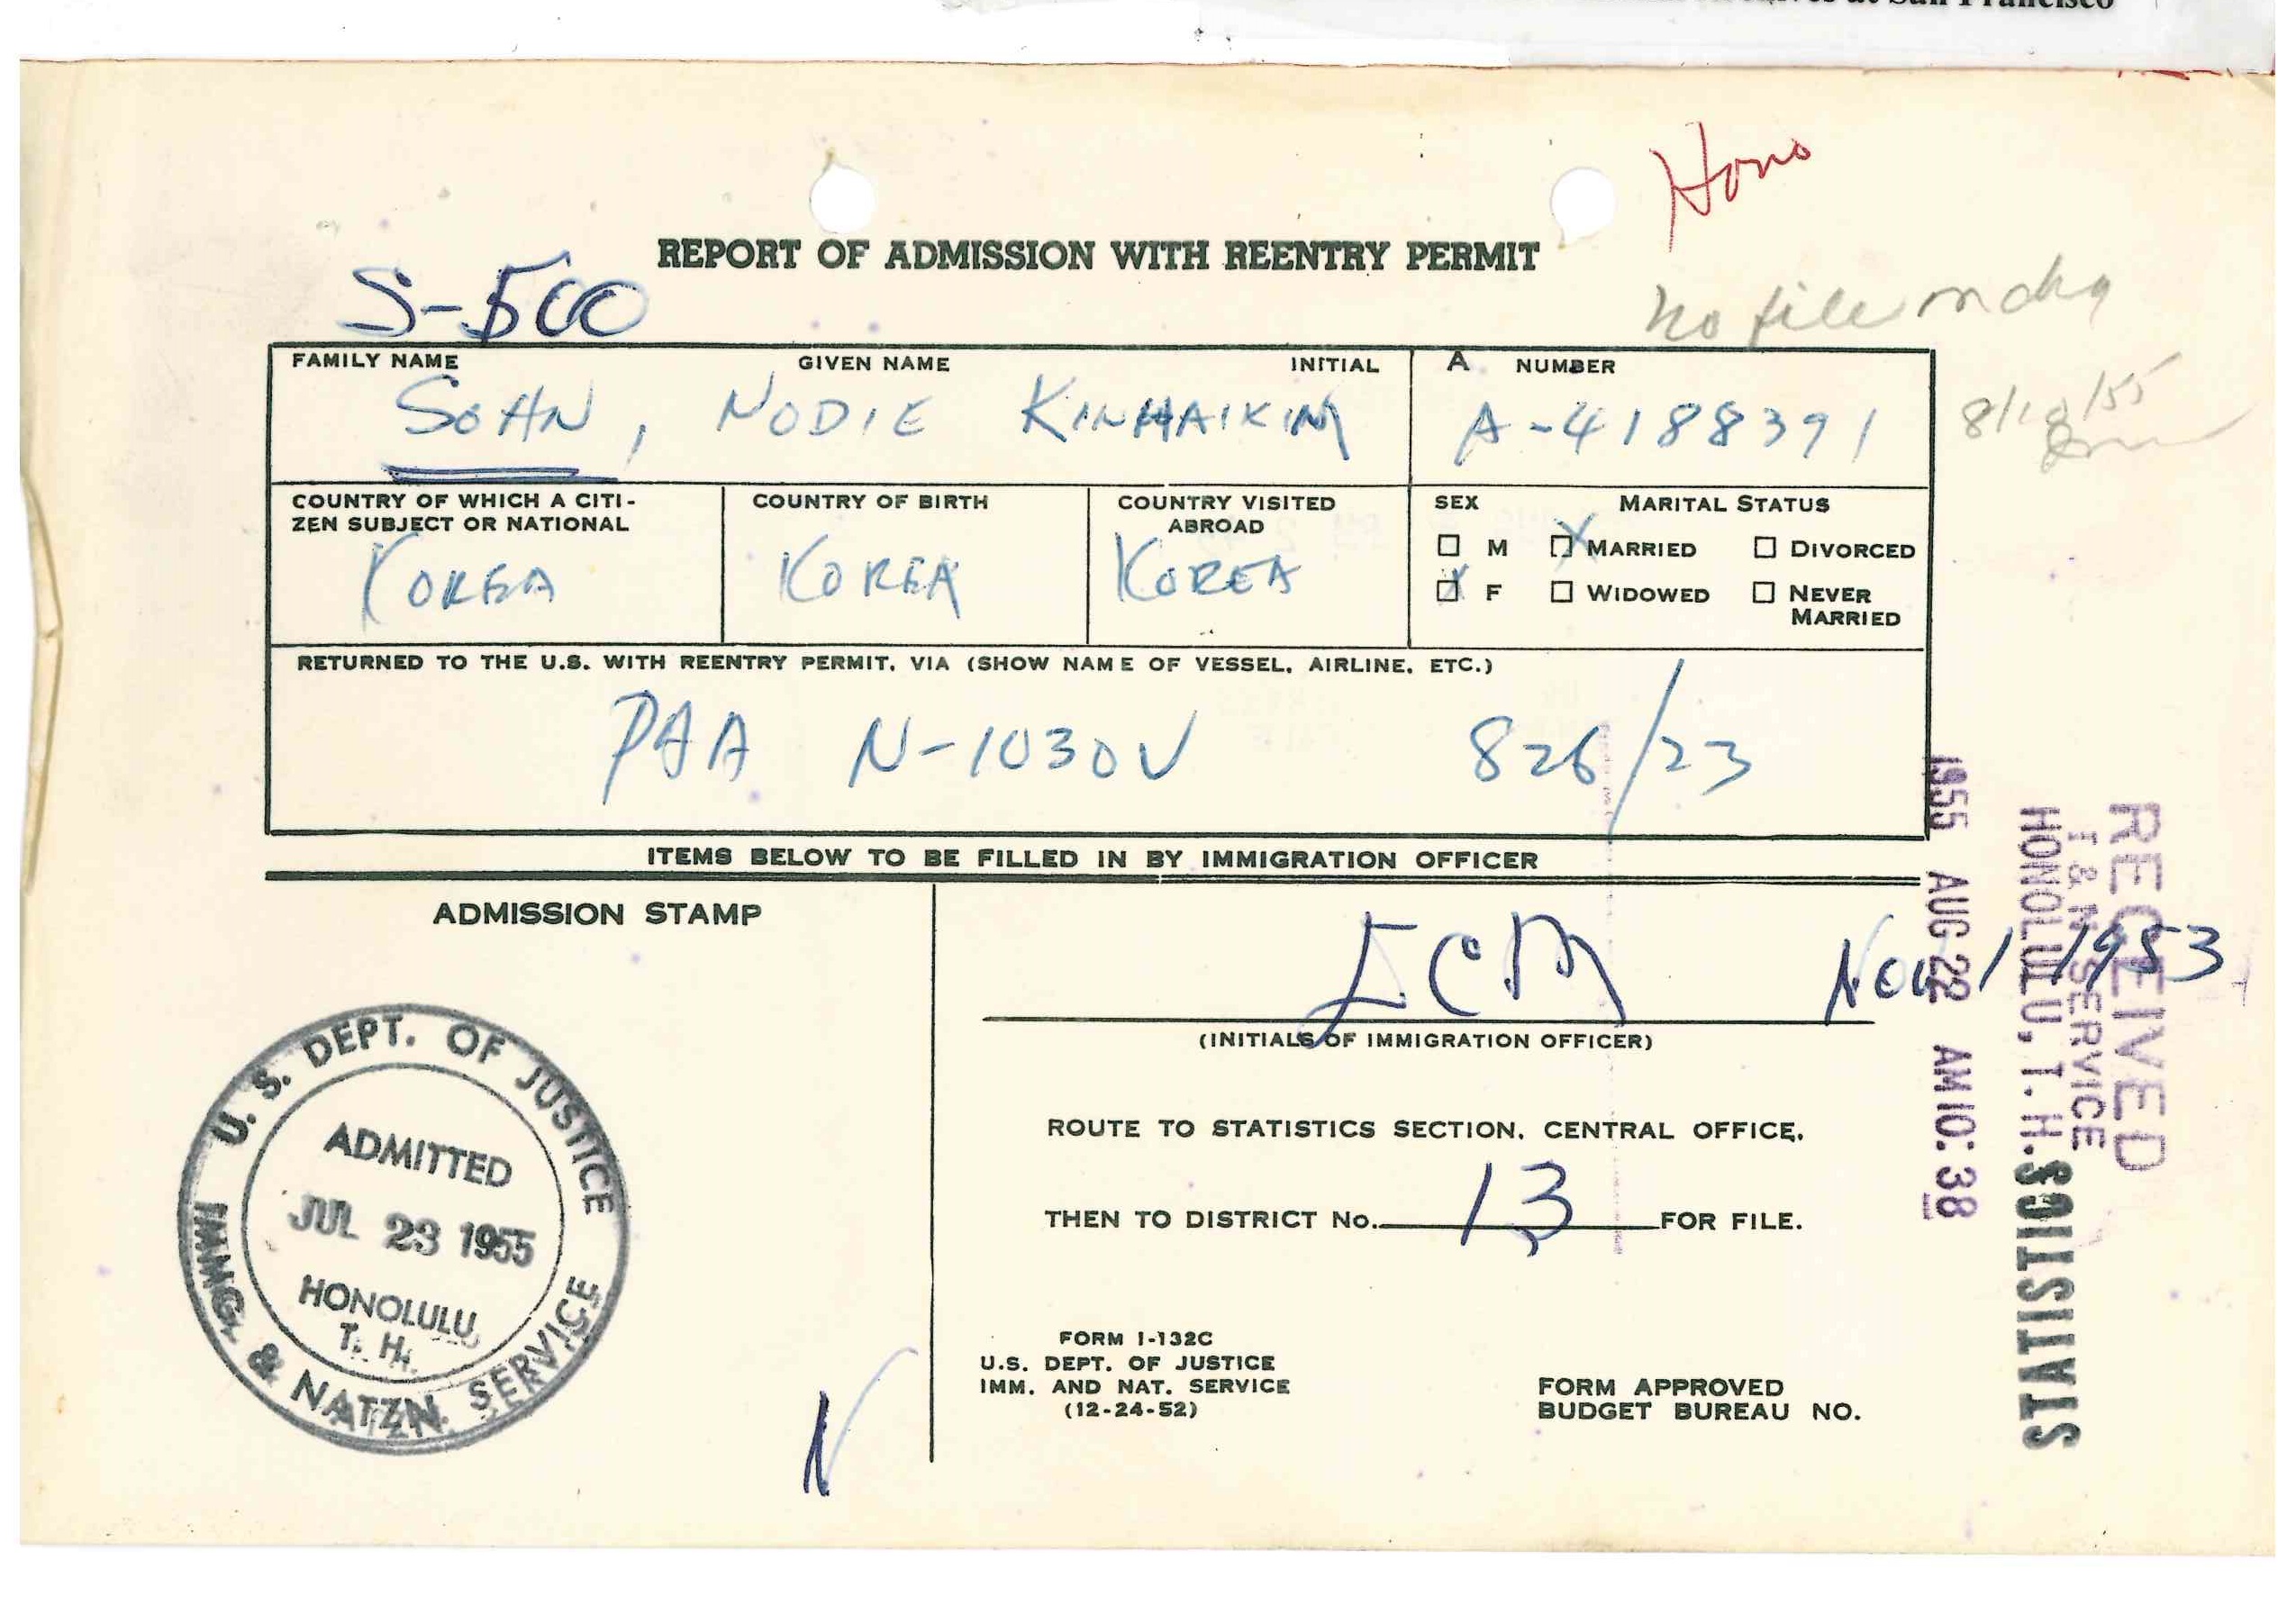 at San Francisco
Hono
REPORT OF ADMISSION WITH REENTRY PERMIT
S-500
No file
8/18/55
FAMILY NAME GIVEN NAME INITIAL A NUMBER
SOHN, NODIE KINHAIKIM A-4188391
COUNTRY OF WHICH A CITI-
ZEN SUBJECT OR NATIONAL
KOREA
COUNTRY OF BIRTH
KOREA
COUNTRY VISITED
ABROAD
KOREA
SEX MARITAL STATUS
☐ M ☒ MARRIED ☐ DIVORCED
☒ F ☐ WIDOWED ☐ NEVER
MARRIED
RETURNED TO THE U.S. WITH REENTRY PERMIT, VIA (SHOW NAME OF VESSEL, AIRLINE, ETC.)
PAA N-1030V 826/23
ITEMS BELOW TO BE FILLED IN BY IMMIGRATION OFFICER
ADMISSION STAMP
U. S. DEPT. OF JUSTICE
ADMITTED
JUL 23 1955
HONOLULU
T. H.
IMMG. & NATZN. SERVICE
ECM Nov 1 1953
(INITIALS OF IMMIGRATION OFFICER)
ROUTE TO STATISTICS SECTION, CENTRAL OFFICE,
THEN TO DISTRICT No. 13 FOR FILE.
FORM I-132C
U.S. DEPT. OF JUSTICE
IMM. AND NAT. SERVICE
(12-24-52)
FORM APPROVED
BUDGET BUREAU NO.
RECEIVED
I & N SERVICE
HONOLULU, T. H.
1955 AUG 22 AM 10:38
STATISTICS